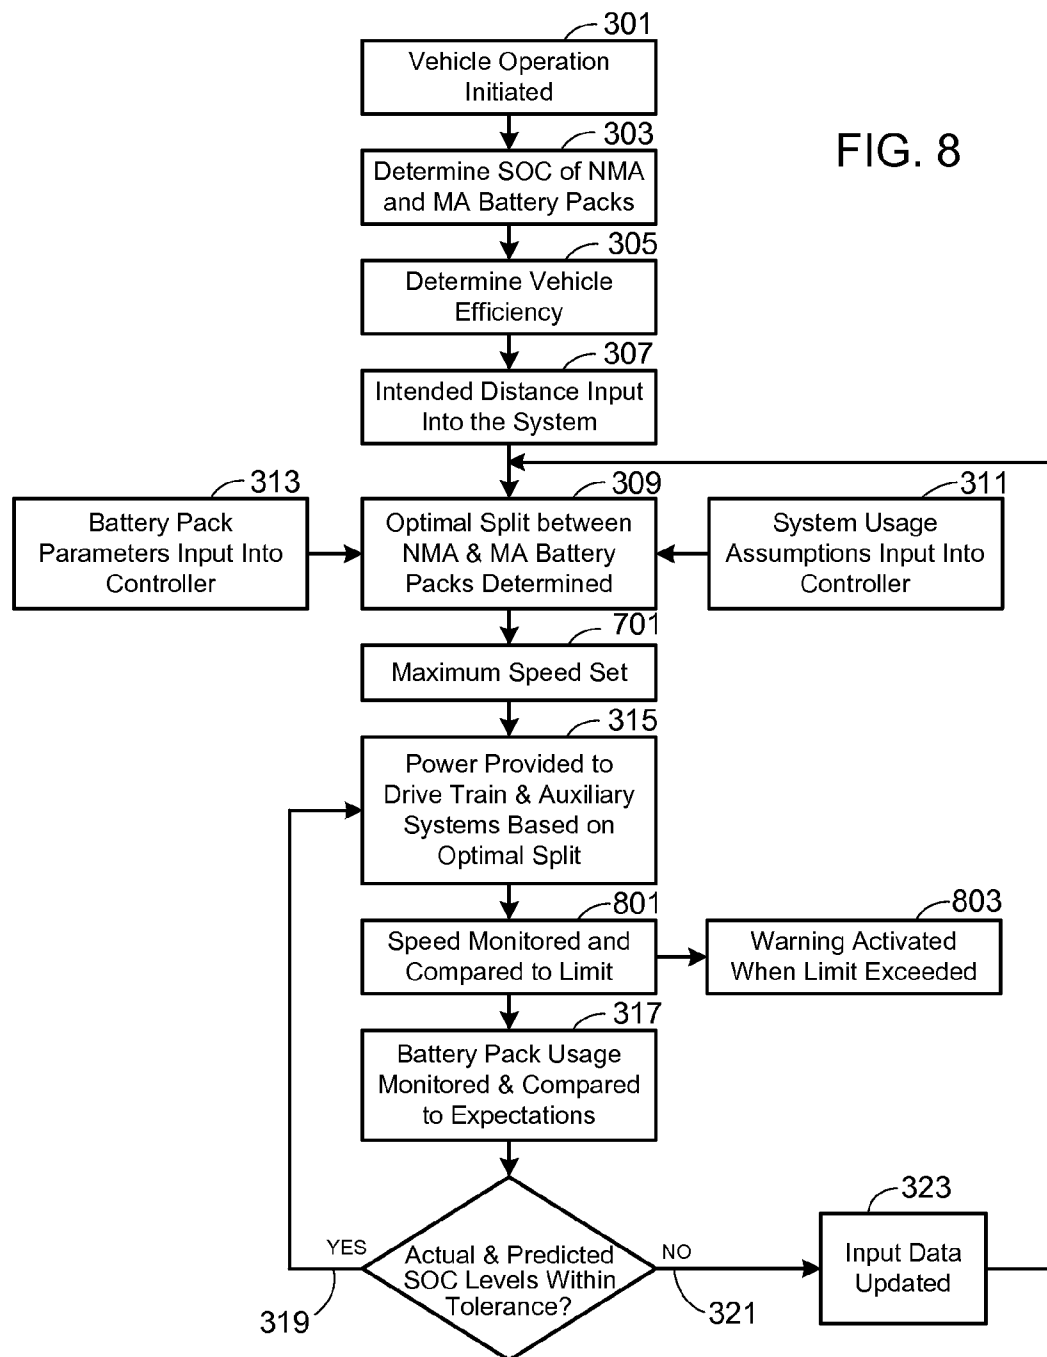 301
Vehicle Operation
Initiated
FIG. 8
303
Determine SOC of NMA
and MA Battery Packs
305
Determine Vehicle
Efficiency
307
Intended Distance Input
Into the System
313
Battery Pack
Parameters Input Into
Controller
309
Optimal Split between
NMA & MA Battery
Packs Determined
311
System Usage
Assumptions Input Into
Controller
701
Maximum Speed Set
315
Power Provided to
Drive Train & Auxiliary
Systems Based on
Optimal Split
801
Speed Monitored and
Compared to Limit
803
Warning Activated
When Limit Exceeded
317
Battery Pack Usage
Monitored & Compared
to Expectations
YES
319
Actual & Predicted
SOC Levels Within
Tolerance?
NO
321
323
Input Data
Updated